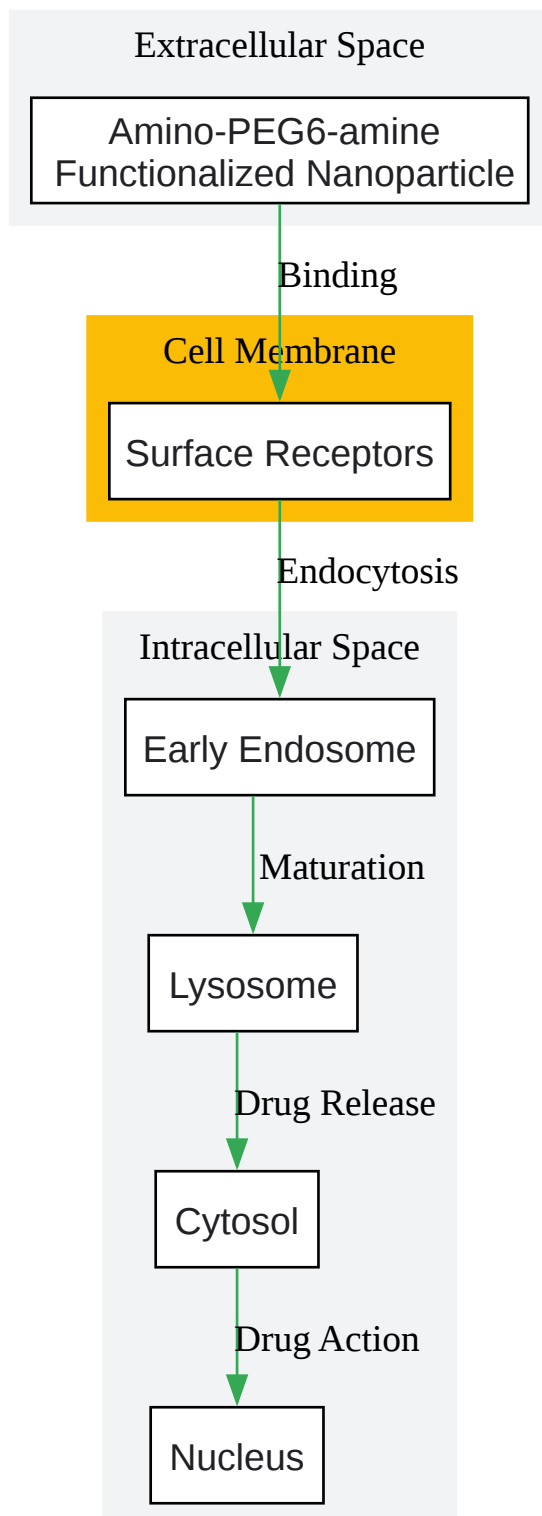 Extracellular Space
Amino-PEG6-amine
Functionalized Nanoparticle
Binding
Cell Membrane
Surface Receptors
Endocytosis
Intracellular Space
Early Endosome
Maturation
Lysosome
Drug Release
Cytosol
Drug Action
Nucleus